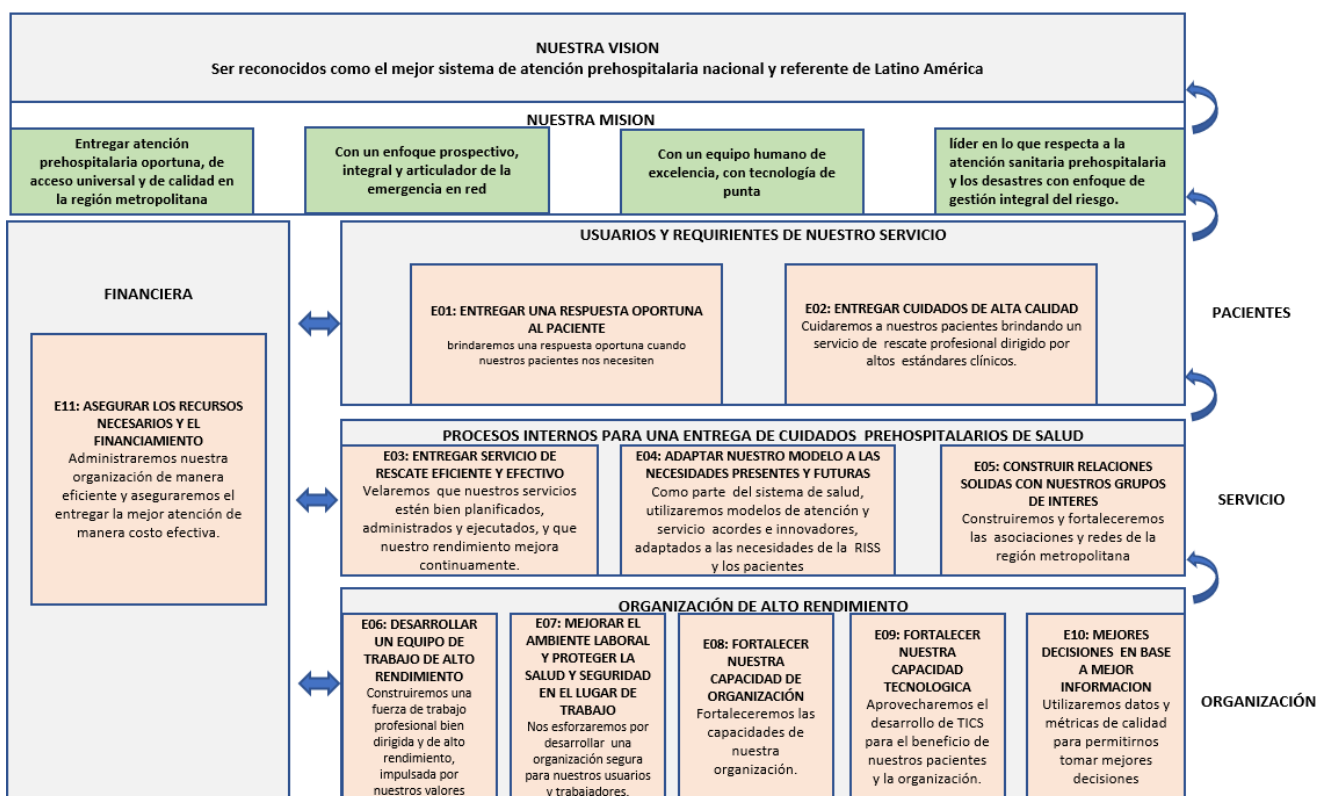 NUESTRA VISION
Ser reconocidos como el mejor sistema de atención prehospitalaria nacional y referente de Latino América
NUESTRA MISION
Entregar atención
prehospitalaria oportuna, de
acceso universal y de calidad en
la región metropolitana
Con un enfoque prospectivo,
integral y articulador de la
emergencia en red
Con un equipo humano de
excelencia, con tecnología de
punta
líder en lo que respecta a la
atención sanitaria prehospitalaria
y los desastres con enfoque de
gestión integral del riesgo.
FINANCIERA
E11: ASEGURAR LOS RECURSOS
NECESARIOS Y EL
FINANCIAMIENTO
Administraremos nuestra
organización de manera
eficiente y aseguraremos el
entregar la mejor atención de
manera costo efectiva.
USUARIOS Y REQUIRIENTES DE NUESTRO SERVICIO
E01: ENTREGAR UNA RESPUESTA OPORTUNA
AL PACIENTE
brindaremos una respuesta oportuna cuando
nuestros pacientes nos necesiten
E02: ENTREGAR CUIDADOS DE ALTA CALIDAD
Cuidaremos a nuestros pacientes brindando un
servicio de rescate profesional dirigido por
altos estándares clínicos.
PACIENTES
PROCESOS INTERNOS PARA UNA ENTREGA DE CUIDADOS PREHOSPITALARIOS DE SALUD
E03: ENTREGAR SERVICIO DE
RESCATE EFICIENTE Y EFECTIVO
Velaremos que nuestros servicios
estén bien planificados,
administrados y ejecutados, y que
nuestro rendimiento mejora
continuamente.
E04: ADAPTAR NUESTRO MODELO A LAS
NECESIDADES PRESENTES Y FUTURAS
Como parte del sistema de salud,
utilizaremos modelos de atención y
servicio acordes e innovadores,
adaptados a las necesidades de la RISS
y los pacientes
E05: CONSTRUIR RELACIONES
SOLIDAS CON NUESTROS GRUPOS
DE INTERES
Construiremos y fortaleceremos
las asociaciones y redes de la
región metropolitana
SERVICIO
ORGANIZACIÓN DE ALTO RENDIMIENTO
E06: DESARROLLAR
UN EQUIPO DE
TRABAJO DE ALTO
RENDIMIENTO
Construiremos una
fuerza de trabajo
profesional bien
dirigida y de alto
rendimiento,
impulsada por
nuestros valores
E07: MEJORAR EL
AMBIENTE LABORAL
Y PROTEGER LA
SALUD Y SEGURIDAD
EN EL LUGAR DE
TRABAJO
Nos esforzaremos por
desarrollar una
organización segura
para nuestros usuarios
y trabajadores.
E08: FORTALECER
NUESTRA
CAPACIDAD DE
ORGANIZACIÓN
Fortaleceremos las
capacidades de
nuestra
organización.
E09: FORTALECER
NUESTRA
CAPACIDAD
TECNOLOGICA
Aprovecharemos el
desarrollo de TICS
para el beneficio de
nuestros pacientes
y la organización.
E10: MEJORES
DECISIONES EN BASE
A MEJOR
INFORMACION
Utilizaremos datos y
métricas de calidad
para permitirnos
tomar mejores
decisiones
ORGANIZACIÓN